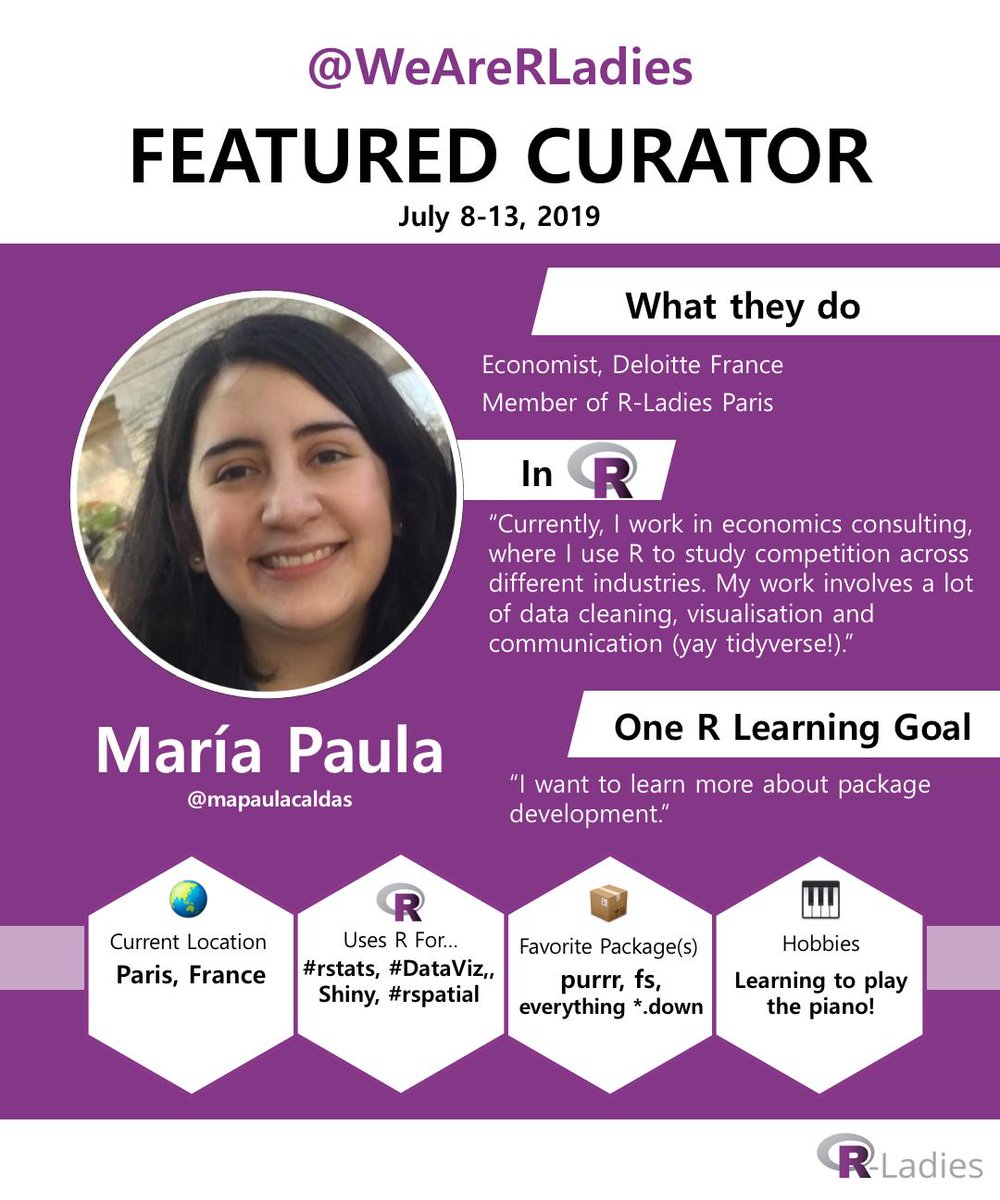 @WeAreRLadies
FEATURED CURATOR
July 8-13, 2019
What they do
Economist, Deloitte France
Member of R-Ladies Paris
In R
“Currently, I work in economics consulting,
where I use R to study competition across
different industries. My work involves a lot
of data cleaning, visualisation and
communication (yay tidyverse!).”
María Paula
@mapaulacaldas
One R Learning Goal
“I want to learn more about package
development.”
Current Location
Paris, France
R
Uses R For...
#rstats, #DataViz,,
Shiny, #rspatial
Favorite Package(s)
purrr, fs,
everything *.down
Hobbies
Learning to play
the piano!
R-Ladies